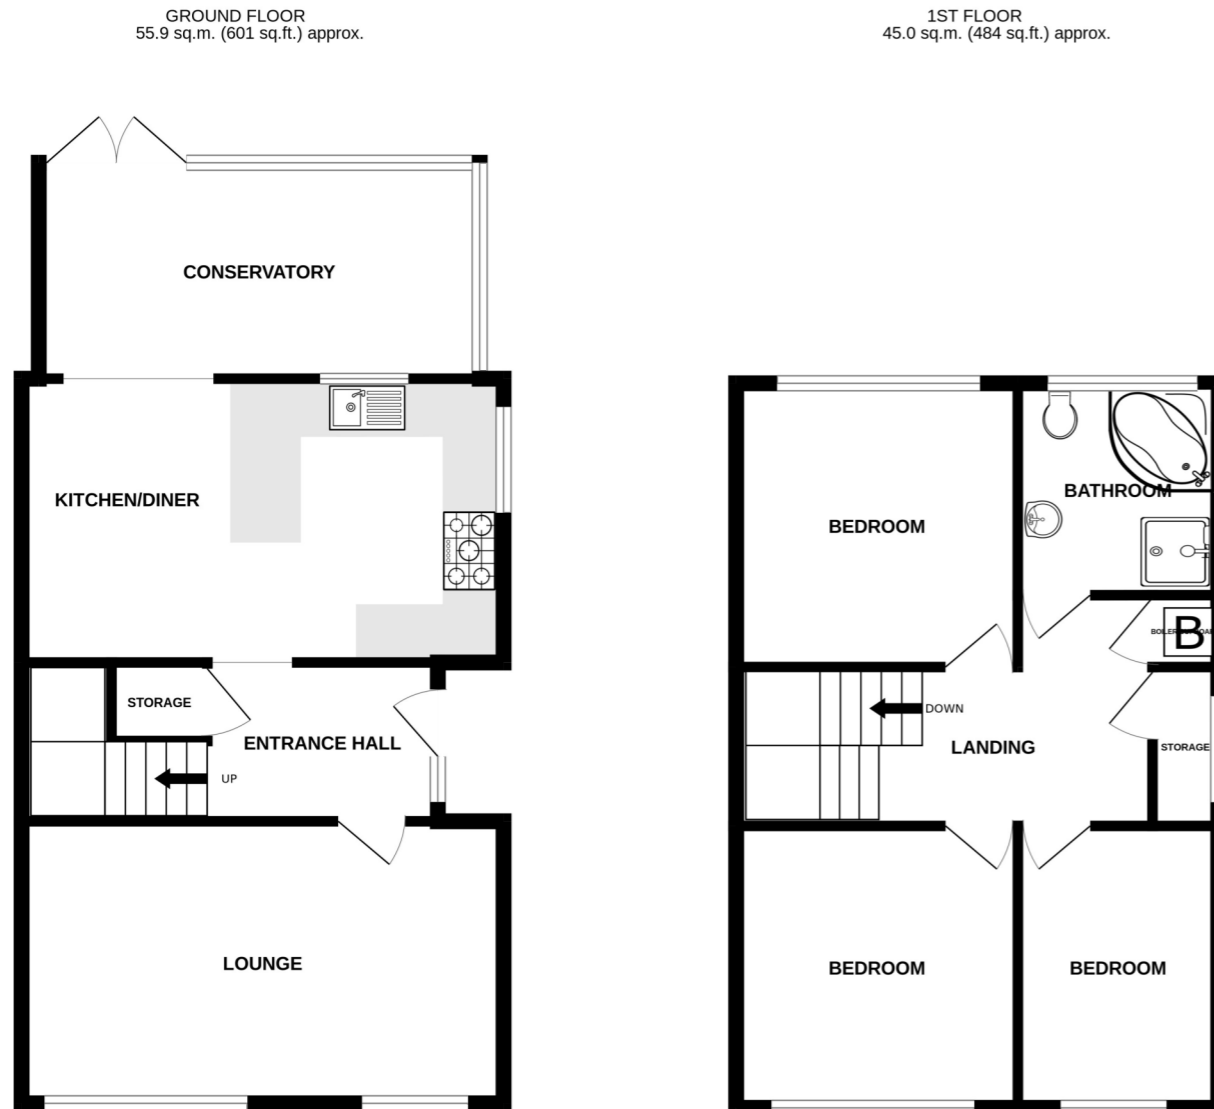 GROUND FLOOR
55.9 sq.m. (601 sq.ft.) approx.
CONSERVATORY
KITCHEN/DINER
STORAGE
ENTRANCE HALL
UP
LOUNGE
1ST FLOOR
45.0 sq.m. (484 sq.ft.) approx.
BATHROOM
BEDROOM
B
DOWN
LANDING
STORAGE
BEDROOM
BEDROOM